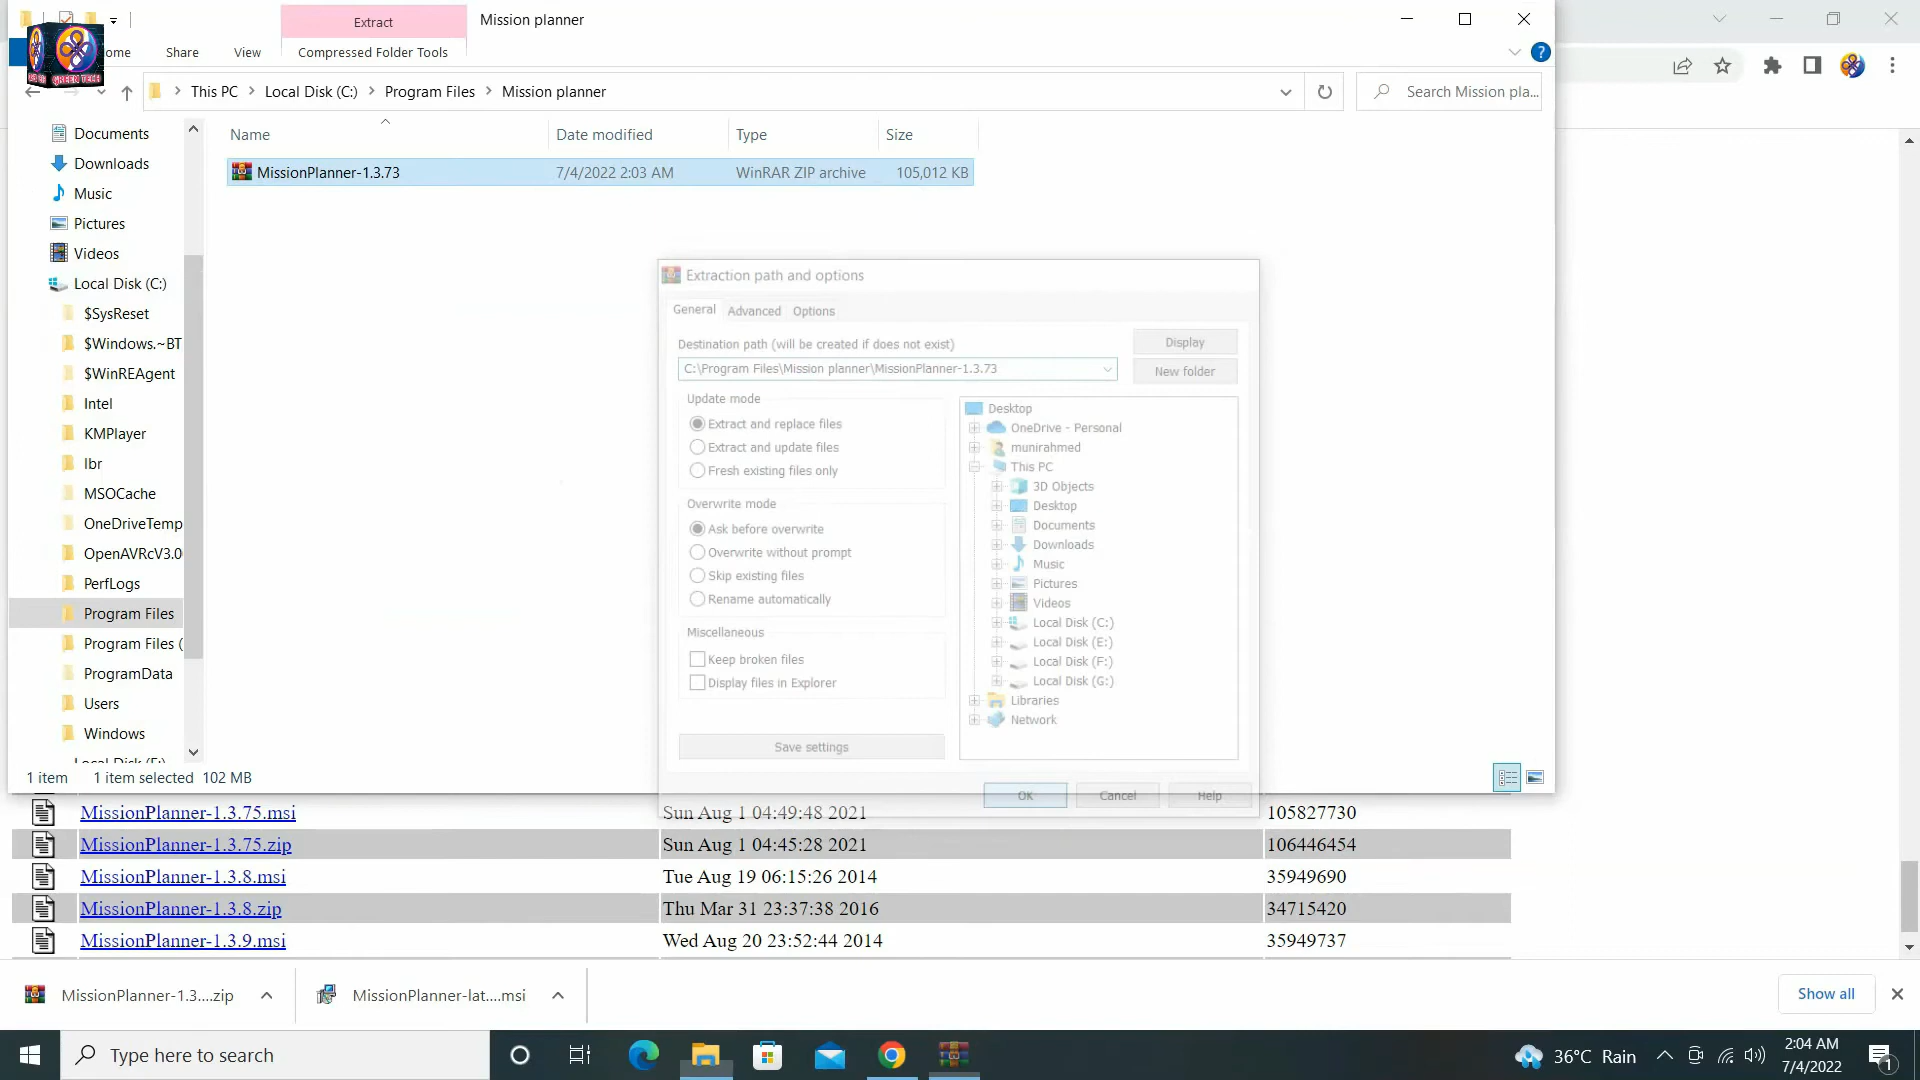 Extract
Mission planner
ome
Share
View
Compressed Folder Tools
?
GREEN TECH
This PC
Local Disk (C:)
Program Files
Mission planner
Search Mission pla...
Name
Date modified
Type
Size
MissionPlanner-1.3.73
7/4/2022 2:03 AM
WinRAR ZIP archive
105,012 KB
Documents
Downloads
Music
Pictures
Videos
Local Disk (C:)
$SysReset
$Windows.~BT
$WinREAgent
Intel
KMPlayer
lbr
MSOCache
OneDriveTemp
OpenAVRcV3.0
PerfLogs
Program Files
Program Files (
ProgramData
Users
Windows
1 item
1 item selected 102 MB
Extraction path and options
General
Advanced
Options
Destination path (will be created if does not exist)
C:\Program Files\Mission planner\MissionPlanner-1.3.73
Display
New folder
Update mode
Extract and replace files
Extract and update files
Fresh existing files only
Overwrite mode
Ask before overwrite
Overwrite without prompt
Skip existing files
Rename automatically
Miscellaneous
Keep broken files
Display files in Explorer
Save settings
Desktop
OneDrive - Personal
munirahmed
This PC
3D Objects
Desktop
Documents
Downloads
Music
Pictures
Videos
Local Disk (C:)
Local Disk (E:)
Local Disk (F:)
Local Disk (G:)
Libraries
Network
OK
Cancel
Help
MissionPlanner-1.3.75.msi
Sun Aug 1 04:49:48 2021
105827730
MissionPlanner-1.3.75.zip
Sun Aug 1 04:45:28 2021
106446454
MissionPlanner-1.3.8.msi
Tue Aug 19 06:15:26 2014
35949690
MissionPlanner-1.3.8.zip
Thu Mar 31 23:37:38 2016
34715420
MissionPlanner-1.3.9.msi
Wed Aug 20 23:52:44 2014
35949737
MissionPlanner-1.3....zip
MissionPlanner-lat....msi
Show all
Type here to search
36°C Rain
2:04 AM
7/4/2022
1